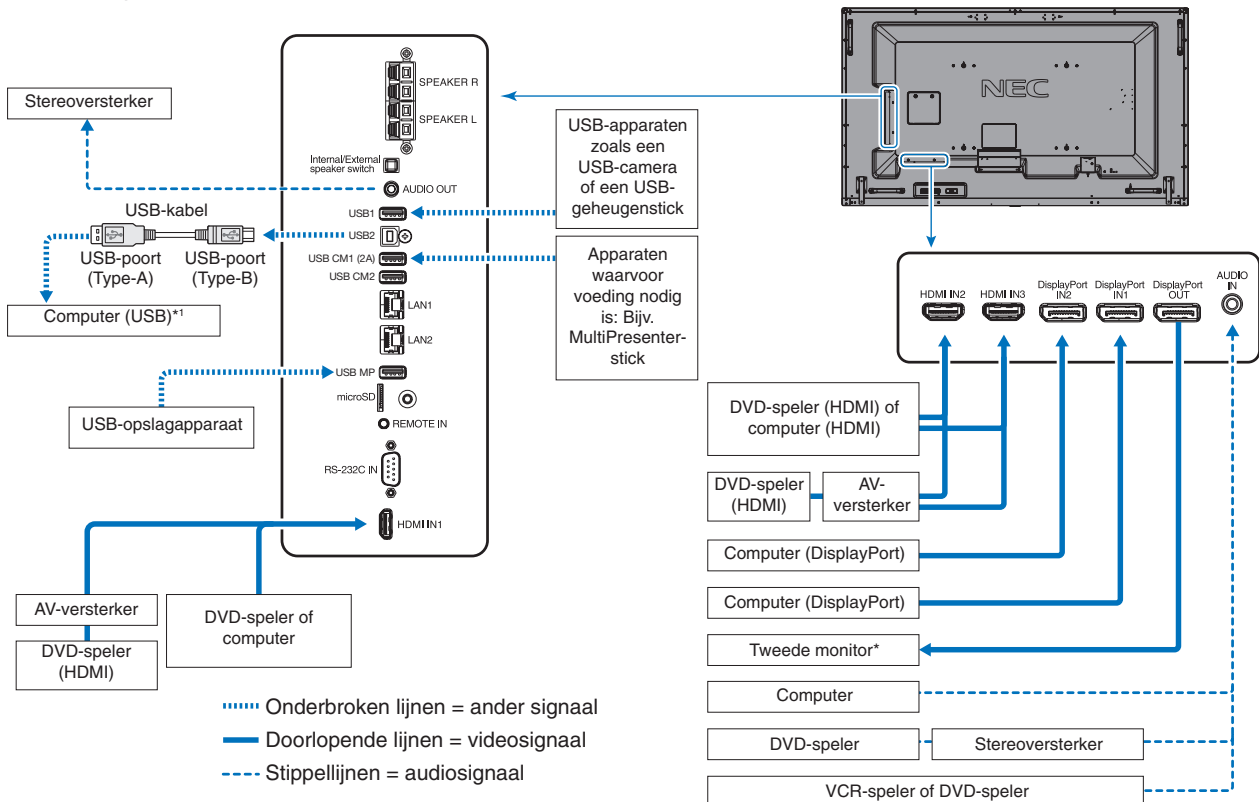 SPEAKER R
SPEAKER L
Internal/External
speaker switch
AUDIO OUT
USB1
USB2
USB CM1 (2A)
USB CM2
LAN1
LAN2
USB MP
microSD
REMOTE IN
RS-232C IN
HDMI IN1
Stereoversterker
USB-kabel
USB-poort
(Type-A)
USB-poort
(Type-B)
Computer (USB)*1
USB-opslagapparaat
AV-versterker
DVD-speler
(HDMI)
DVD-speler of
computer
USB-apparaten
zoals een
USB-camera
of een USB-
geheugenstick
Apparaten
waarvoor
voeding nodig
is: Bijv.
MultiPresenter-
stick
NEC
HDMI IN2
HDMI IN3
DisplayPort
IN2
DisplayPort
IN1
DisplayPort
OUT
AUDIO
IN
DVD-speler (HDMI) of
computer (HDMI)
DVD-speler
(HDMI)
AV-
versterker
Computer (DisplayPort)
Computer (DisplayPort)
Tweede monitor*
Computer
DVD-speler
Stereoversterker
VCR-speler of DVD-speler
Onderbroken lijnen = ander signaal
Doorlopende lijnen = videosignaal
Stippellijnen = audiosignaal